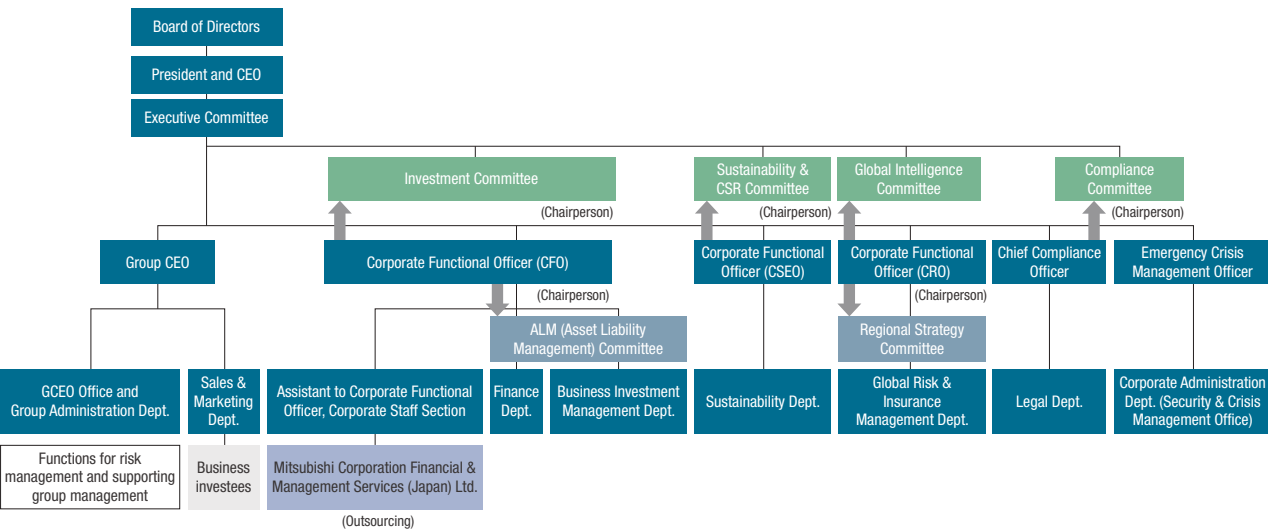 Board of Directors
President and CEO
Executive Committee
Investment Committee
Sustainability &
CSR Committee
Global Intelligence
Committee
Compliance
Committee
(Chairperson)
(Chairperson)
(Chairperson)
Group CEO
Corporate Functional Officer (CFO)
Corporate Functional
Officer (CSEO)
Corporate Functional
Officer (CRO)
Chief Compliance
Officer
Emergency Crisis
Management Officer
(Chairperson)
(Chairperson)
ALM (Asset Liability
Management) Committee
Regional Strategy
Committee
GCEO Office and
Group Administration Dept.
Sales &
Marketing
Dept.
Assistant to Corporate Functional
Officer, Corporate Staff Section
Finance
Dept.
Business Investment
Management Dept.
Sustainability Dept.
Global Risk &
Insurance
Management Dept.
Legal Dept.
Corporate Administration
Dept. (Security & Crisis
Management Office)
Functions for risk
management and supporting
group management
Business
investees
Mitsubishi Corporation Financial &
Management Services (Japan) Ltd.
(Outsourcing)